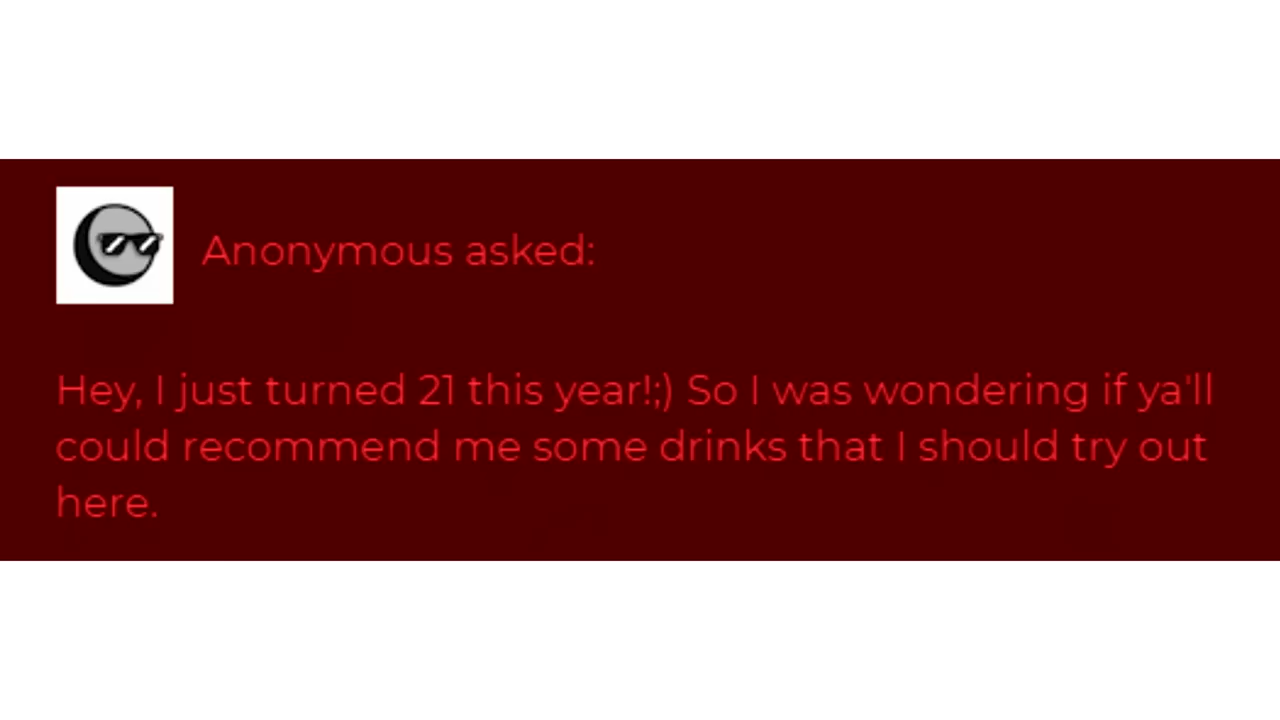 Anonymous asked:
Hey, I just turned 21 this year!;) So I was wondering if ya'll
could recommend me some drinks that I should try out
here.